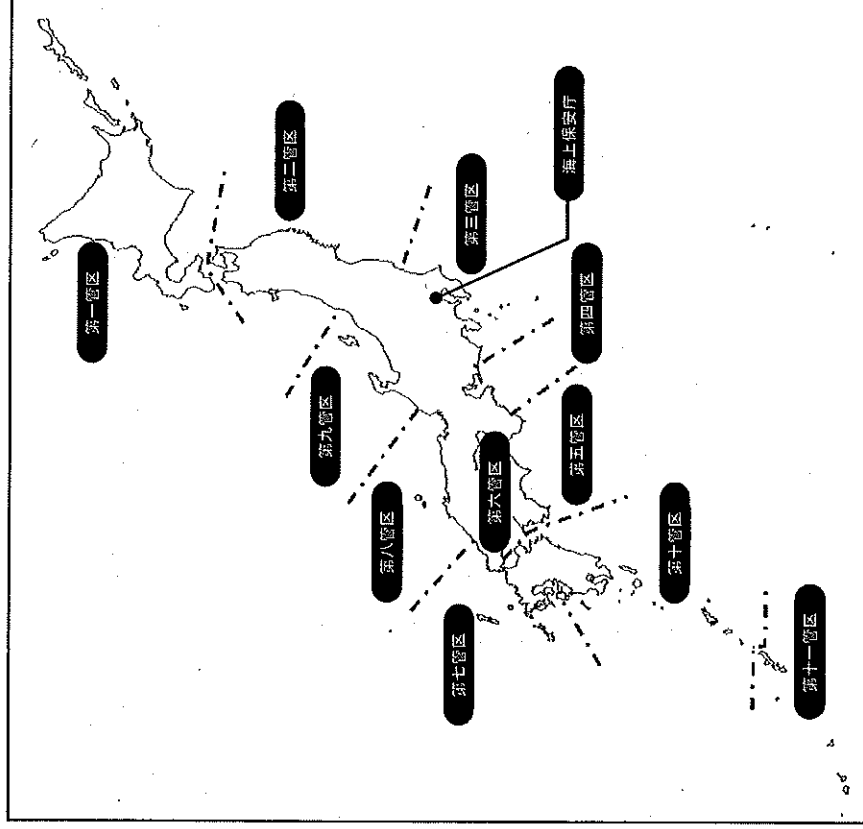 第一管区
第二管区
第三管区
海上保安庁
第四管区
第五管区
第六管区
第七管区
第八管区
第九管区
第十管区
第十一管区